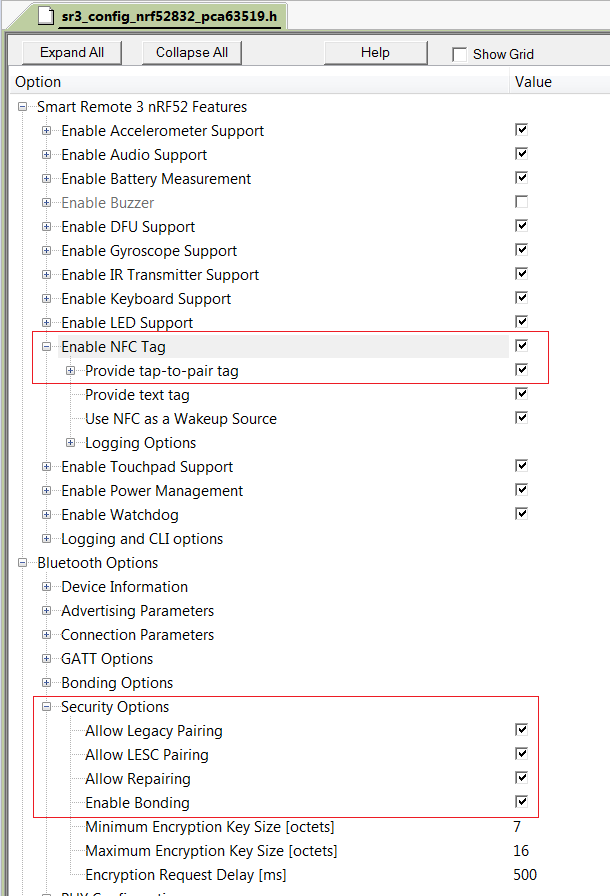 sr3_config_nrf52832_pca63519.h
Expand All Collapse All Help Show Grid
Option Value
Smart Remote 3 nRF52 Features
Enable Accelerometer Support
Enable Audio Support
Enable Battery Measurement
Enable Buzzer
Enable DFU Support
Enable Gyroscope Support
Enable IR Transmitter Support
Enable Keyboard Support
Enable LED Support
Enable NFC Tag
Provide tap-to-pair tag
Provide text tag
Use NFC as a Wakeup Source
Logging Options
Enable Touchpad Support
Enable Power Management
Enable Watchdog
Logging and CLI options
Bluetooth Options
Device Information
Advertising Parameters
Connection Parameters
GATT Options
Bonding Options
Security Options
Allow Legacy Pairing
Allow LESC Pairing
Allow Repairing
Enable Bonding
Minimum Encryption Key Size [octets] 7
Maximum Encryption Key Size [octets] 16
Encryption Request Delay [ms] 500